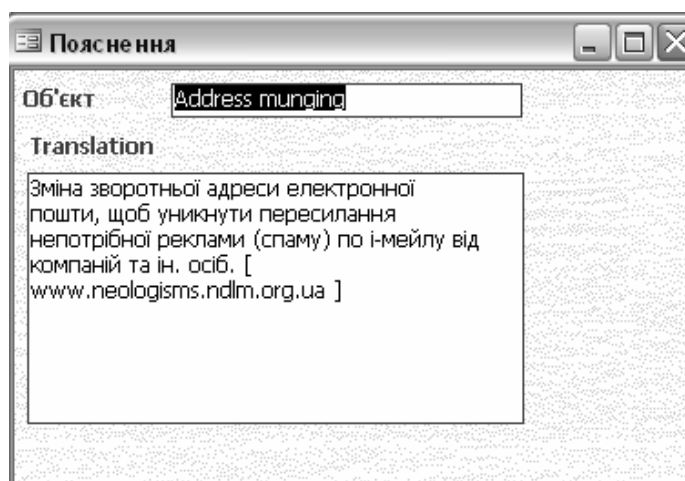 Пояснення
Об'єкт Address munging
Translation
Зміна зворотньої адреси електронної
пошти, щоб уникнути пересилання
непотрібної реклами (спаму) по і-мейлу від
компаній та ін. осіб. [
www.neologisms.ndlm.org.ua ]